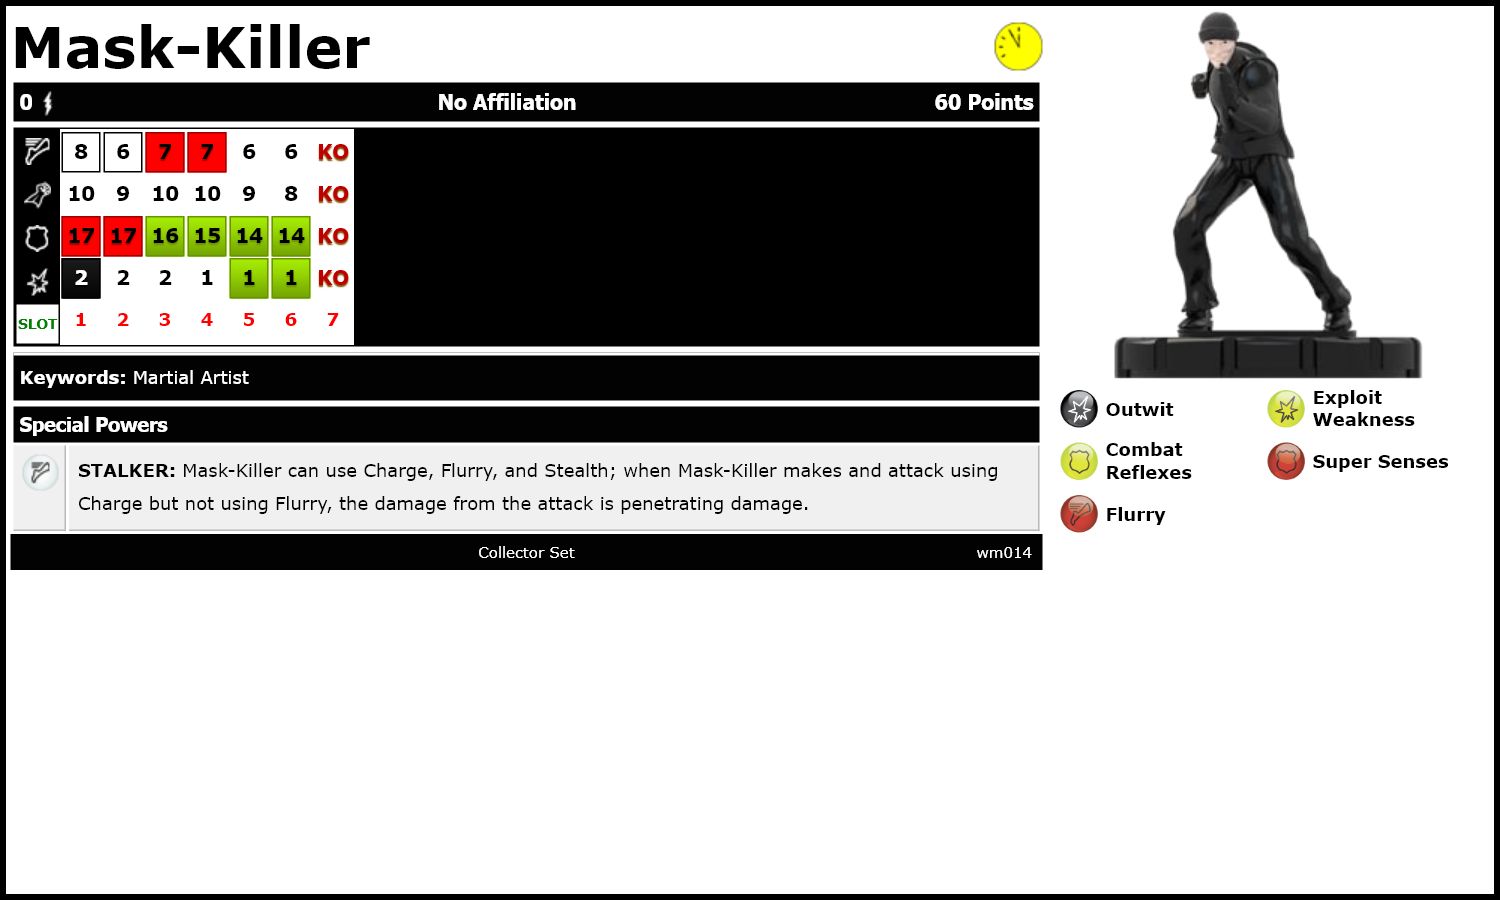 Mask-Killer
0 No Affiliation 60 Points
8 6 7 7 6 6 KO
10 9 10 10 9 8 KO
17 17 16 15 14 14 KO
2 2 2 1 1 1 KO
SLOT 1 2 3 4 5 6 7
Keywords: Martial Artist
Special Powers
STALKER: Mask-Killer can use Charge, Flurry, and Stealth; when Mask-Killer makes and attack using
Charge but not using Flurry, the damage from the attack is penetrating damage.
Collector Set wm014
Outwit
Exploit
Weakness
Combat
Reflexes
Super Senses
Flurry